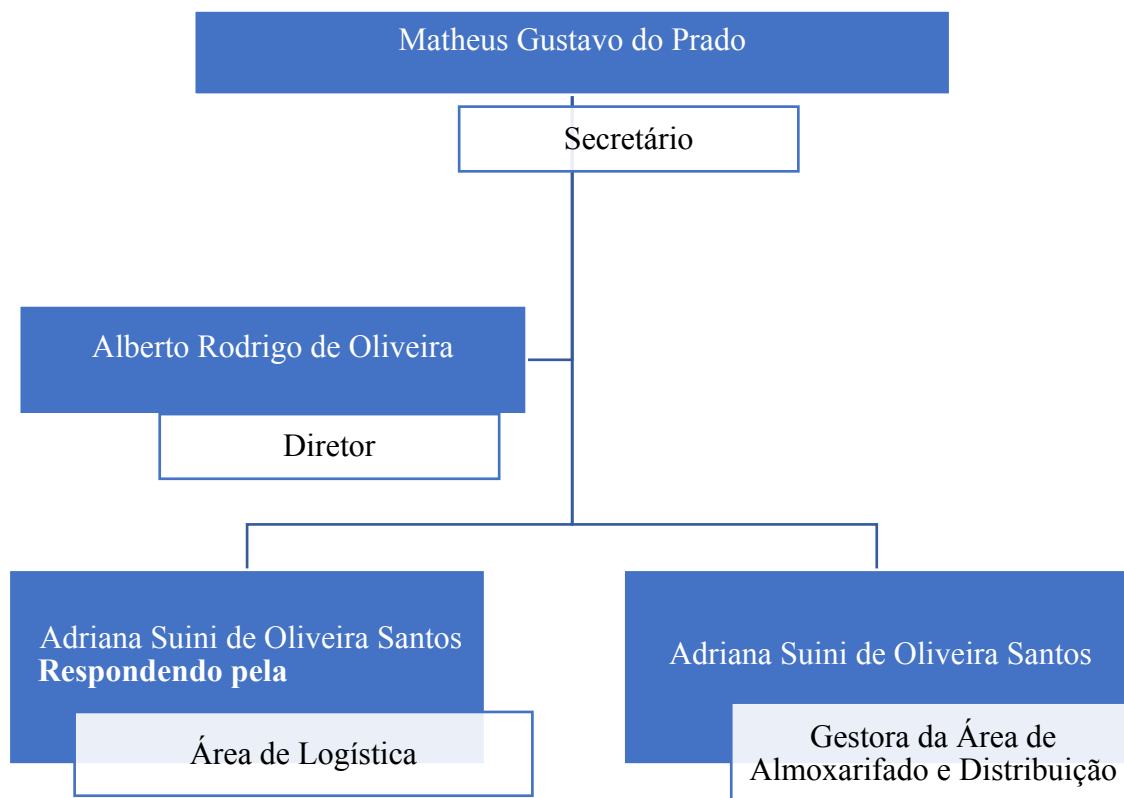 Matheus Gustavo do Prado
Secretário
Alberto Rodrigo de Oliveira
Diretor
Adriana Suini de Oliveira Santos
Respondendo pela
Área de Logística
Adriana Suini de Oliveira Santos
Gestora da Área de
Almoxarifado e Distribuição